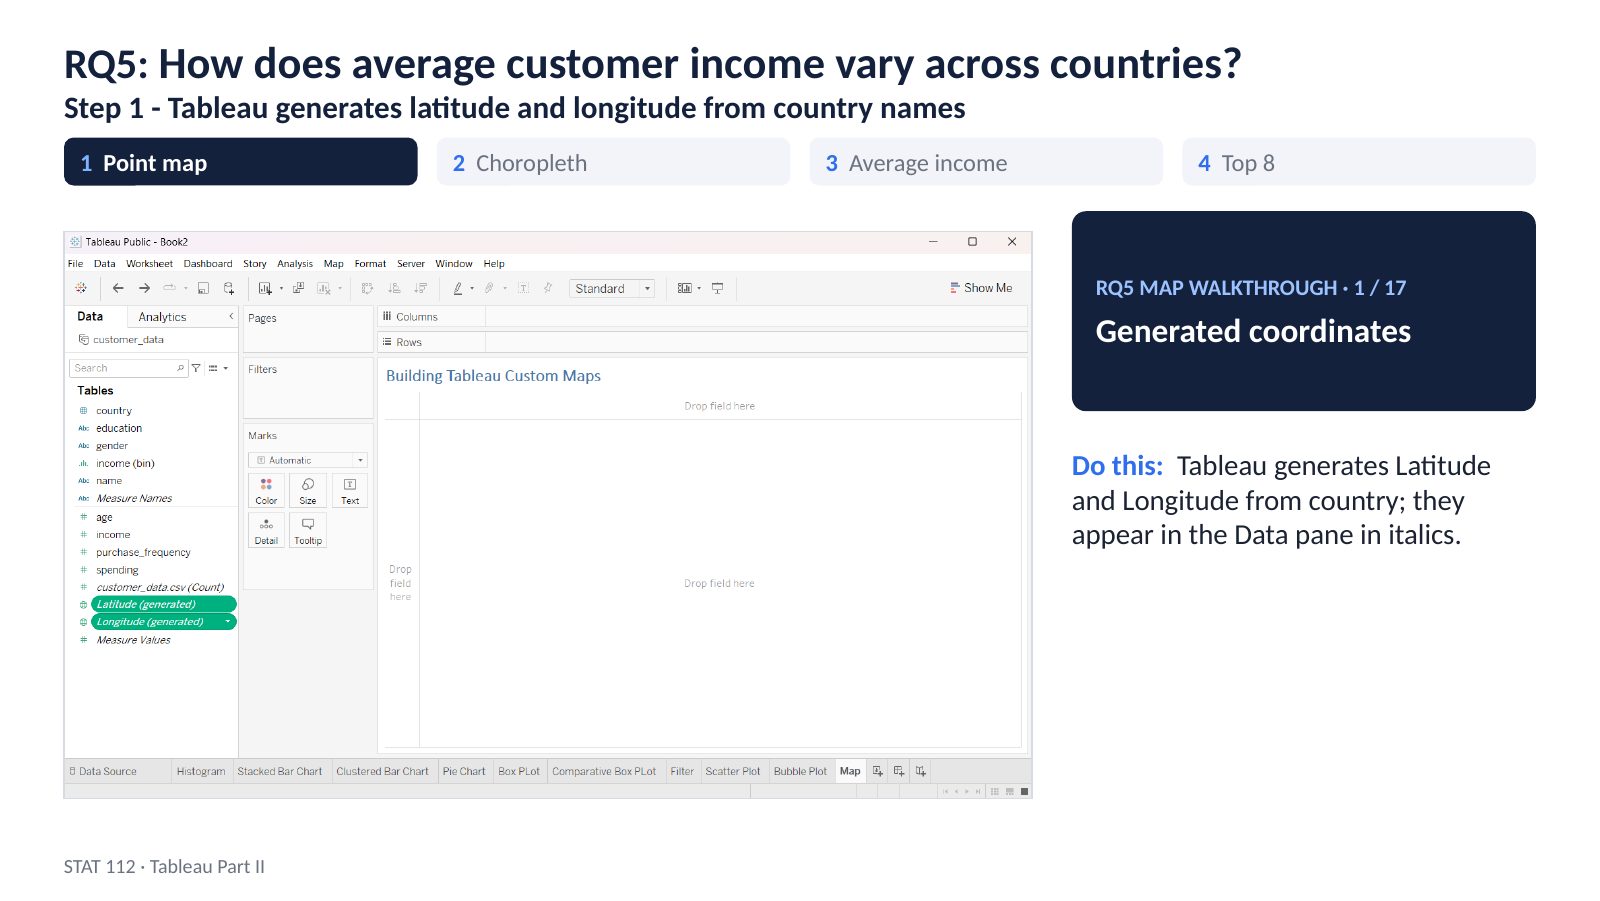 RQ5: How does average customer income vary across countries?
Step 1 - Tableau generates latitude and longitude from country names
1 Point map
2 Choropleth
3 Average income
4 Top 8
Tableau Public - Book2
File Data Worksheet Dashboard Story Analysis Map Format Server Window Help
Standard
Show Me
Data Analytics
customer_data
Search
Tables
country
Abc education
Abc gender
income (bin)
Abc name
Abc Measure Names
# age
# income
# purchase_frequency
# spending
# customer_data.csv (Count)
Latitude (generated)
Longitude (generated)
# Measure Values
Pages
Filters
Marks
Automatic
Color Size Text
Detail Tooltip
Columns
Rows
Building Tableau Custom Maps
Drop field here
Drop
field
here
Drop field here
Data Source Histogram Stacked Bar Chart Clustered Bar Chart Pie Chart Box PLot Comparative Box PLot Filter Scatter Plot Bubble Plot Map
RQ5 MAP WALKTHROUGH · 1 / 17
Generated coordinates
Do this: Tableau generates Latitude
and Longitude from country; they
appear in the Data pane in italics.
STAT 112 · Tableau Part II